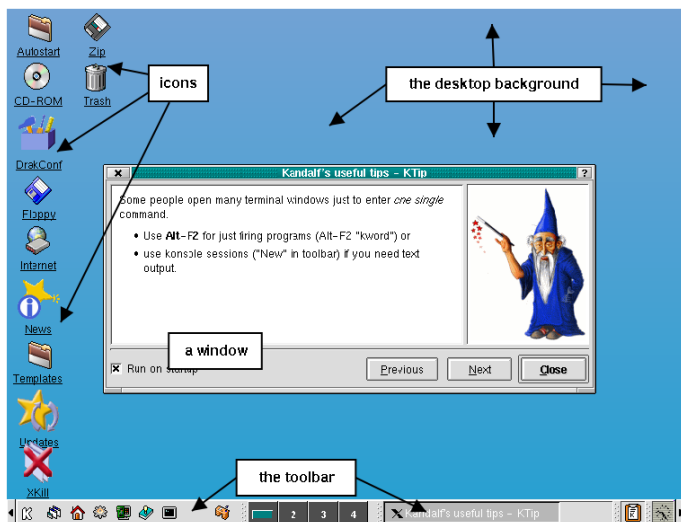 Autostart
Zip
CD-ROM
Trash
icons
the desktop background
DrakConf
Kandalf's useful tips – KTip
?
Floppy
Some people open many terminal windows just to enter one single
command.
• Use Alt–F2 for just firing programs (Alt–F2 "kword") or
• use konsole sessions ("New" in toolbar) if you need text
output.
Internet
News
a window
Run on startup
Previous
Next
Close
Templates
Updates
XKill
the toolbar
2
3
4
Kandalf's useful tips – KTip